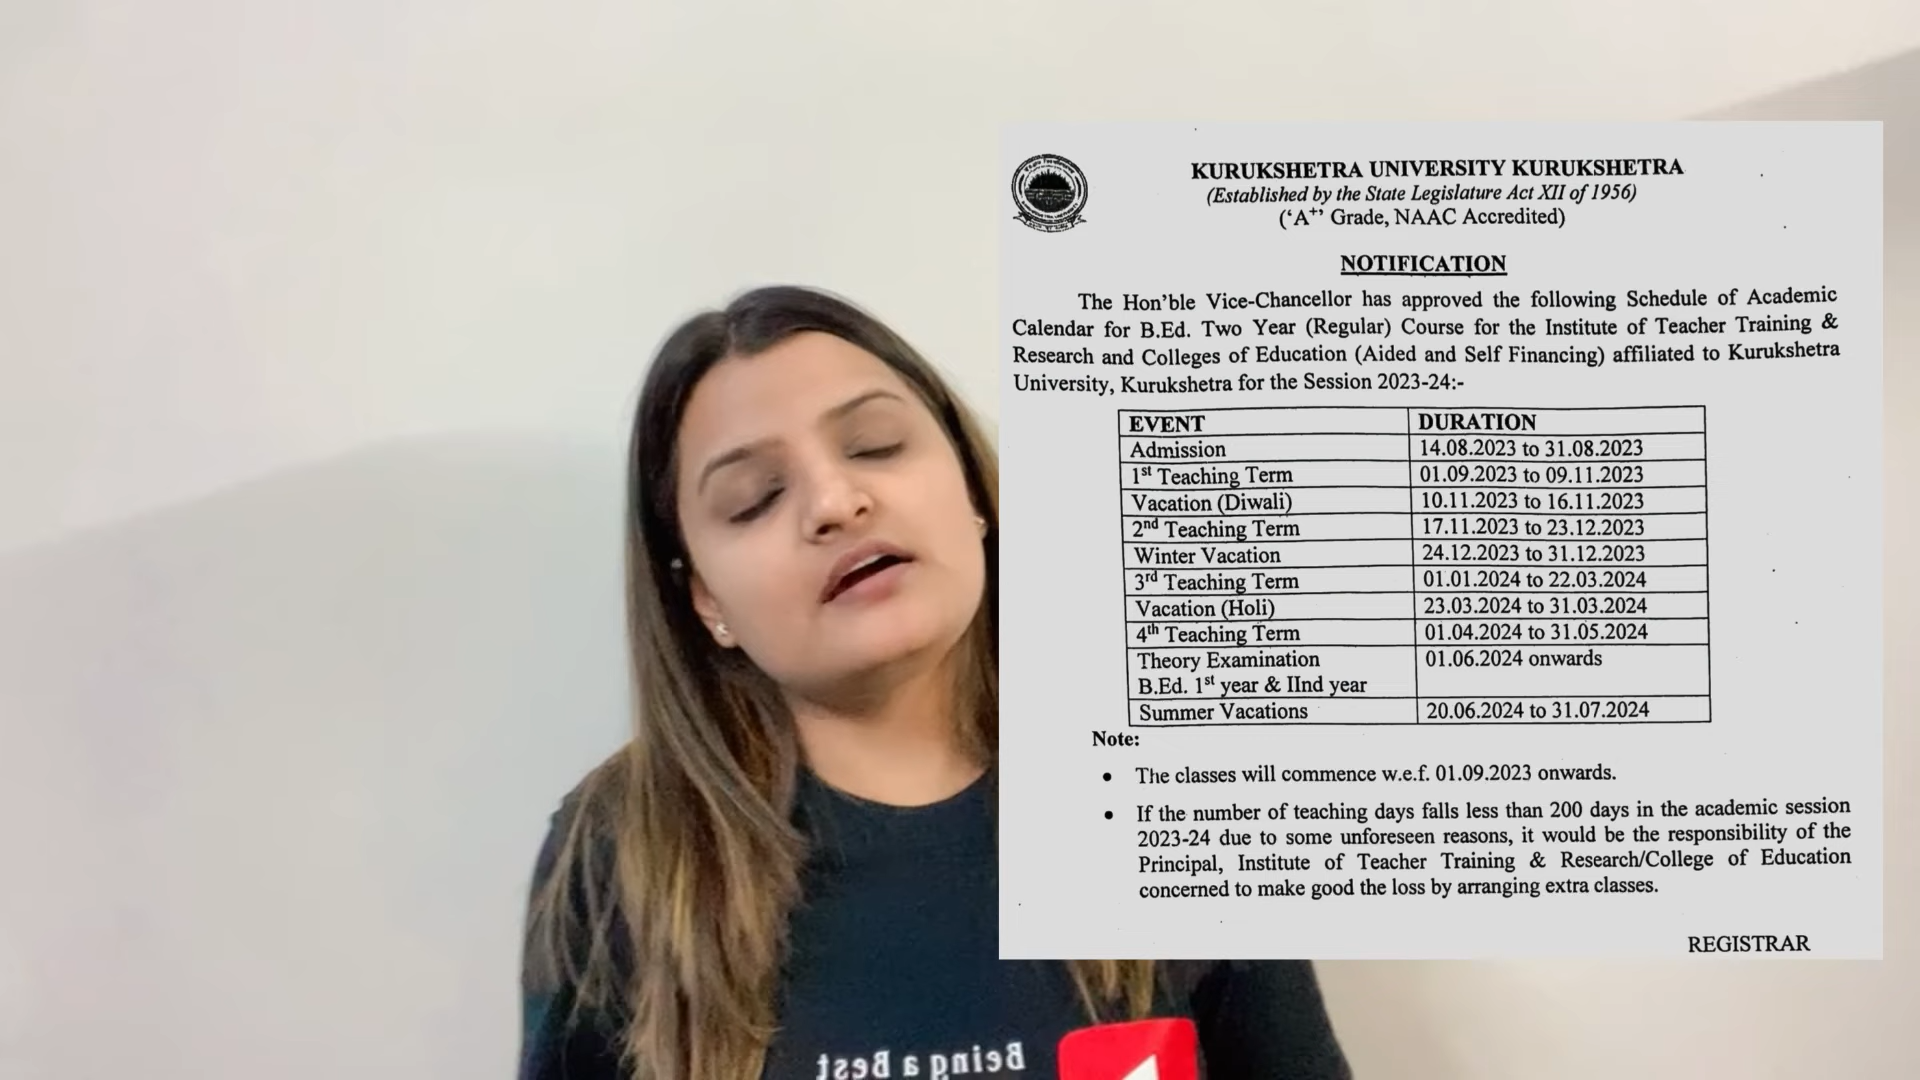 KURUKSHETRA UNIVERSITY KURUKSHETRA
(Established by the State Legislature Act XII of 1956)
('A+' Grade, NAAC Accredited)
NOTIFICATION
The Hon'ble Vice-Chancellor has approved the following Schedule of Academic
Calendar for B.Ed. Two Year (Regular) Course for the Institute of Teacher Training &
Research and Colleges of Education (Aided and Self Financing) affiliated to Kurukshetra
University, Kurukshetra for the Session 2023-24:-
EVENT DURATION
Admission 14.08.2023 to 31.08.2023
1st Teaching Term 01.09.2023 to 09.11.2023
Vacation (Diwali) 10.11.2023 to 16.11.2023
2nd Teaching Term 17.11.2023 to 23.12.2023
Winter Vacation 24.12.2023 to 31.12.2023
3rd Teaching Term 01.01.2024 to 22.03.2024
Vacation (Holi) 23.03.2024 to 31.03.2024
4th Teaching Term 01.04.2024 to 31.05.2024
Theory Examination 01.06.2024 onwards
B.Ed. 1st year & IInd year
Summer Vacations 20.06.2024 to 31.07.2024
Note:
• The classes will commence w.e.f. 01.09.2023 onwards.
• If the number of teaching days falls less than 200 days in the academic session
2023-24 due to some unforeseen reasons, it would be the responsibility of the
Principal, Institute of Teacher Training & Research/College of Education
concerned to make good the loss by arranging extra classes.
REGISTRAR
Being a Best